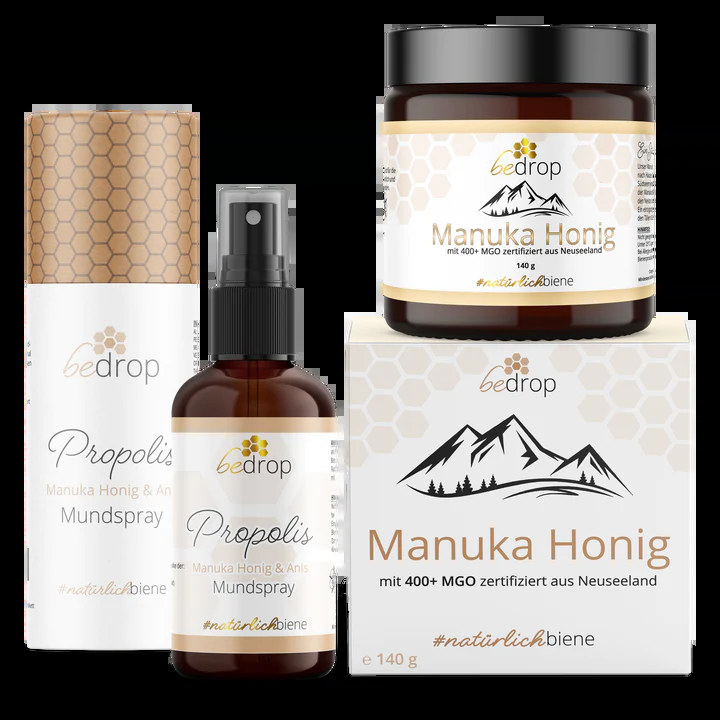 bedrop
Propolis
Manuka Honig & An
Mundspray
#natürlichbiene
bedrop
Propolis
Manuka Honig & Anis
Mundspray
#natürlichbiene
bedrop
Manuka Honig
mit 400+ MGO zertifiziert aus Neuseeland
140 g
#natürlichbiene
bedrop
Manuka Honig
mit 400+ MGO zertifiziert aus Neuseeland
#natürlichbiene
e 140 g